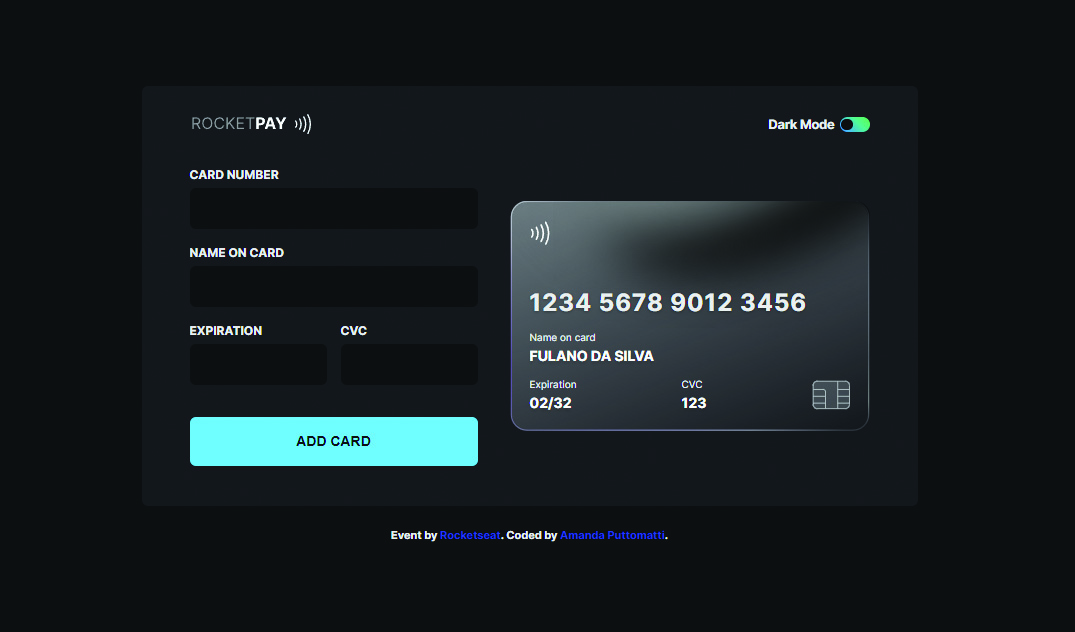 ROCKETPAY
Dark Mode
CARD NUMBER
NAME ON CARD
EXPIRATION CVC
ADD CARD
1234 5678 9012 3456
Name on card
FULANO DA SILVA
Expiration CVC
02/32 123
Event by Rocketseat. Coded by Amanda Puttomatti.